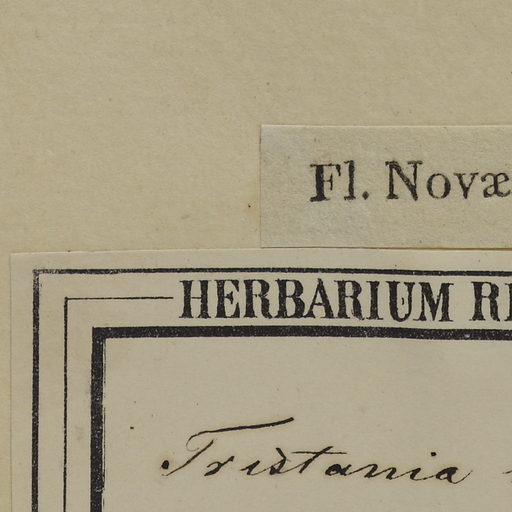 Fl. Novæ
HERBARIUM
Tristania